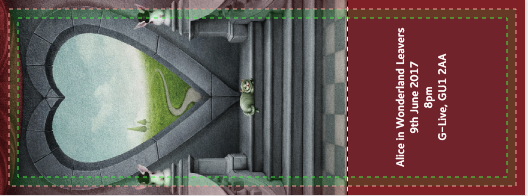 Alice in Wonderland Leavers
9th June 2017
8pm
G-Live, GU1 2AA